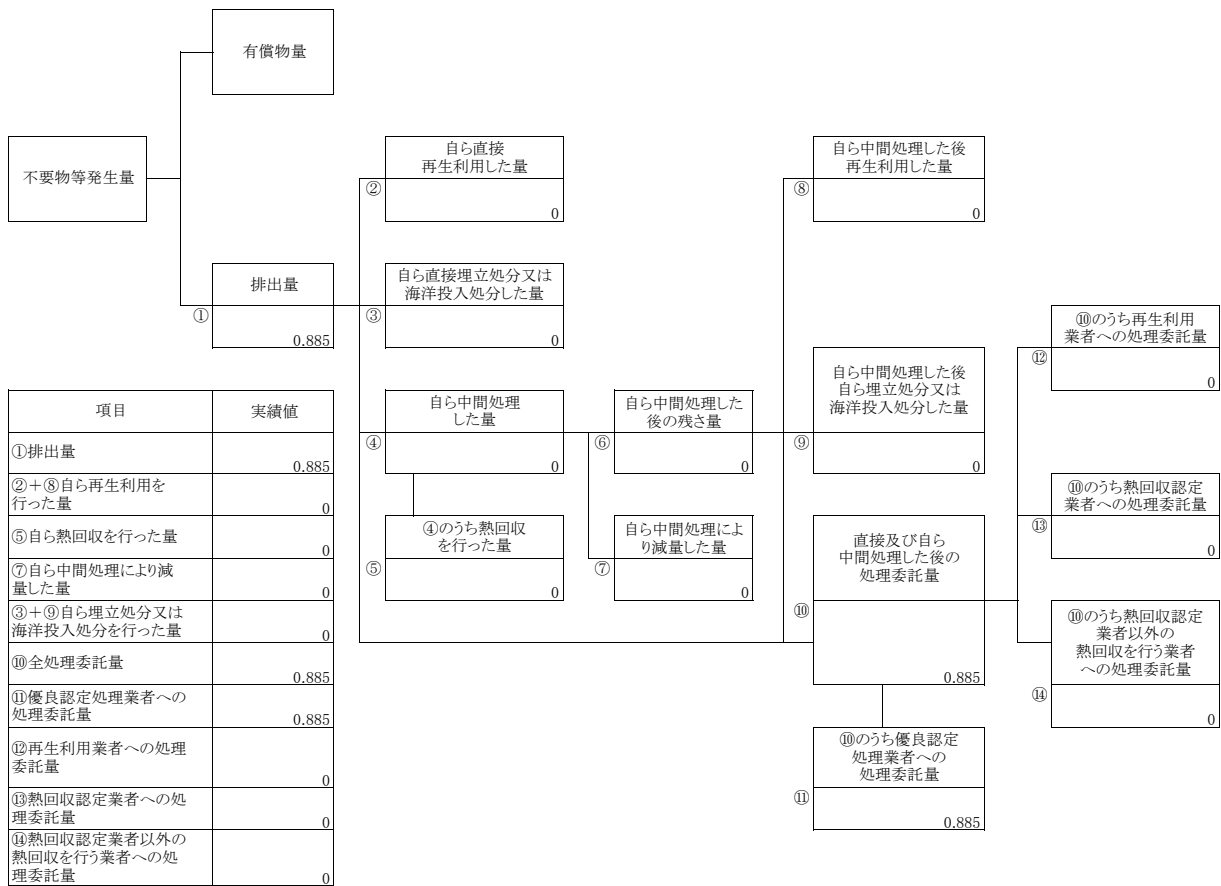 有償物量
不要物等発生量
自ら直接
再生利用した量
②
0
自ら中間処理した後
再生利用した量
⑧
0
排出量
①
0.885
自ら直接埋立処分又は
海洋投入処分した量
③
0
⑩のうち再生利用
業者への処理委託量
⑫
0
自ら中間処理
した量
④
0
自ら中間処理した
後の残さ量
⑥
0
自ら中間処理した後
自ら埋立処分又は
海洋投入処分した量
⑨
0
⑩のうち熱回収認定
業者への処理委託量
⑬
0
④のうち熱回収
を行った量
⑤
0
自ら中間処理によ
り減量した量
⑦
0
直接及び自ら
中間処理した後の
処理委託量
⑩
0.885
⑩のうち熱回収認定
業者以外の
熱回収を行う業者
への処理委託量
⑭
0
⑩のうち優良認定
処理業者への
処理委託量
⑪
0.885
項目 実績値
①排出量
0.885
②+⑧自ら再生利用を
行った量
0
⑤自ら熱回収を行った量
0
⑦自ら中間処理により減
量した量
0
③+⑨自ら埋立処分又は
海洋投入処分を行った量
0
⑩全処理委託量
0.885
⑪優良認定処理業者への
処理委託量
0.885
⑫再生利用業者への処理
委託量
0
⑬熱回収認定業者への処
理委託量
0
⑭熱回収認定業者以外の
熱回収を行う業者への処
理委託量
0